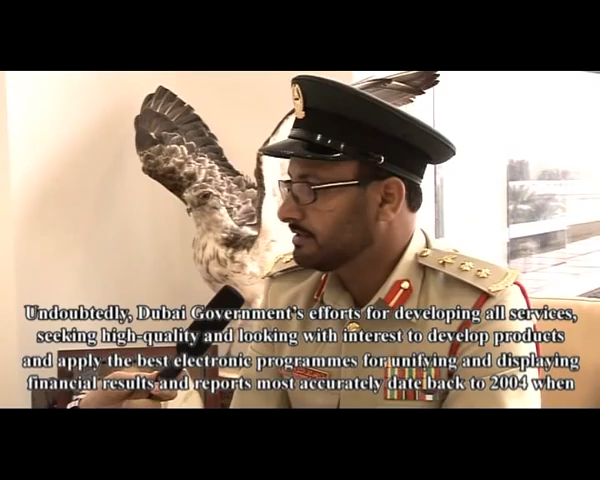 Undoubtedly, Dubai Government's efforts for developing all services,
seeking high-quality and looking with interest to develop products
and apply the best electronic programmes for unifying and displaying
financial results and reports most accurately date back to 2004 when